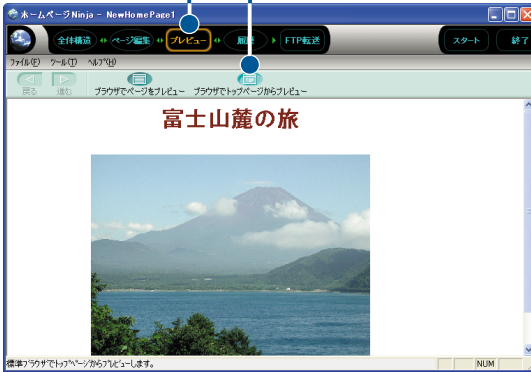 ホームページNinja - NewHomePage1
全体構造 ページ編集 プレビュー 履歴 FTP転送 スタート 終了
ファイル(F) ツール(T) ヘルプ(H)
戻る 進む ブラウザでページをプレビュー ブラウザでトップページからプレビュー
富士山麓の旅
標準ブラウザでトップページからプレビューします。 NUM